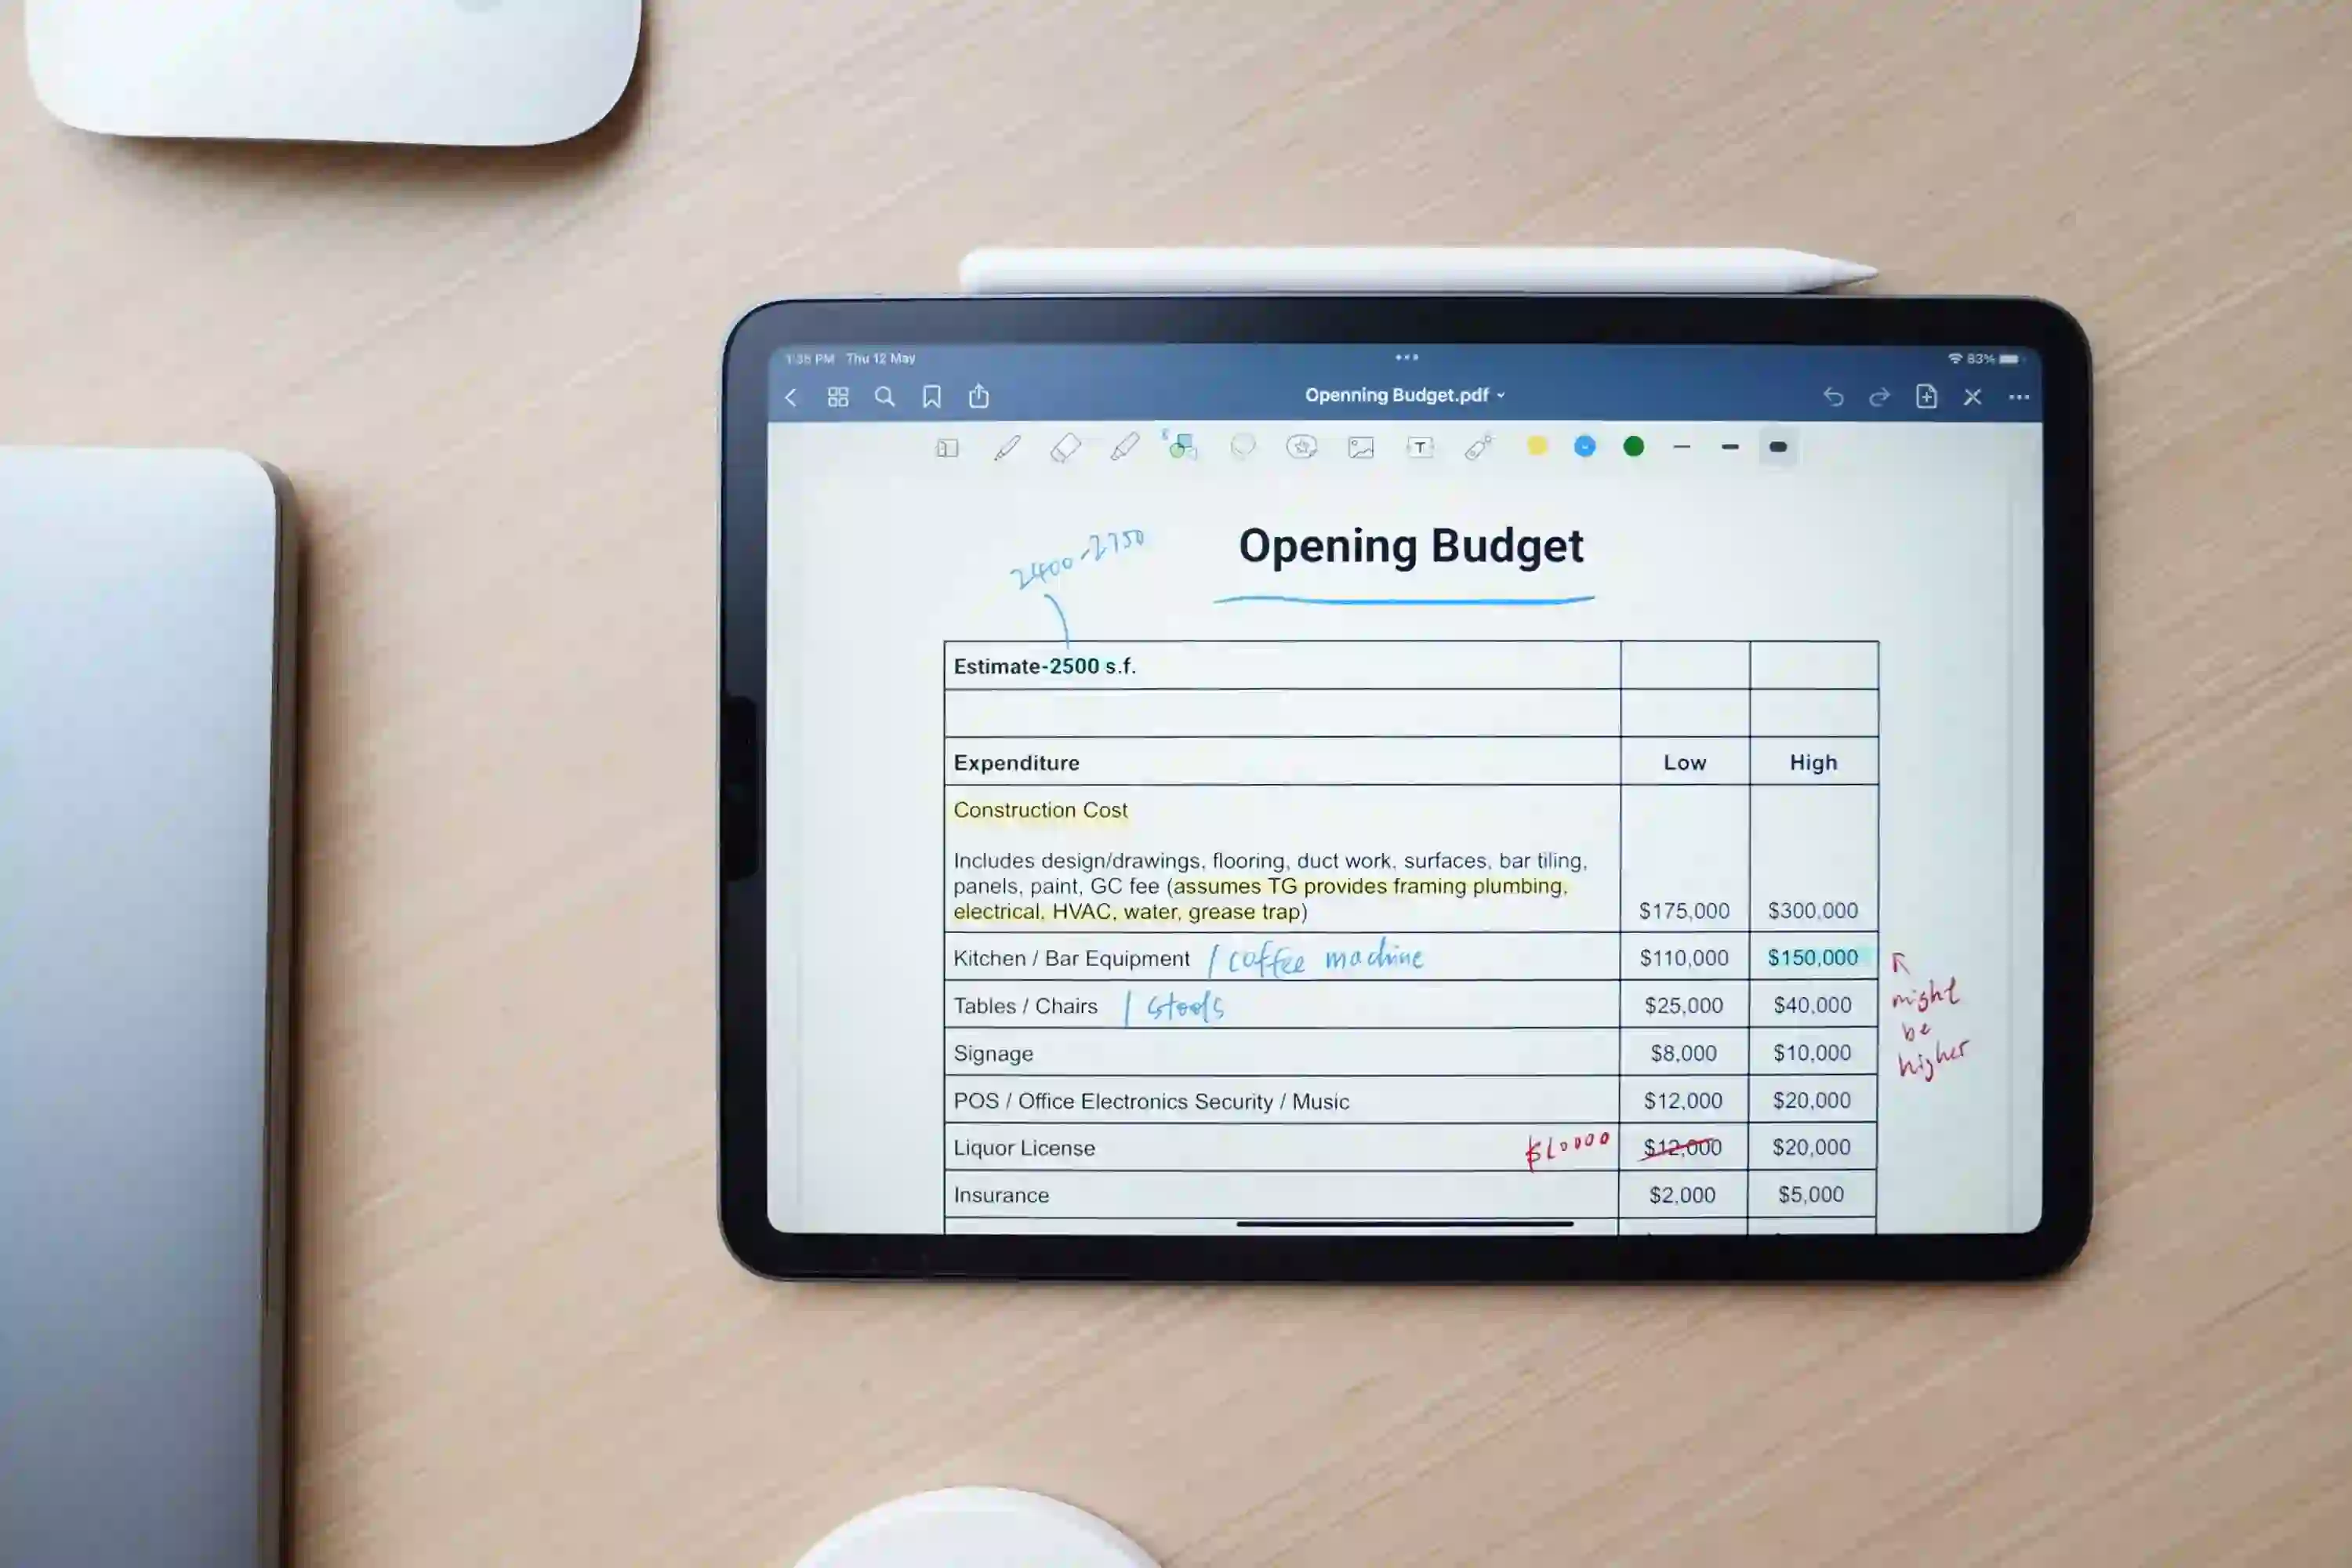 1:35 PM Thu 12 May
83%
Openning Budget.pdf
T
2400-2750
Opening Budget
Estimate-2500 s.f.
Expenditure Low High
Construction Cost
Includes design/drawings, flooring, duct work, surfaces, bar tiling,
panels, paint, GC fee (assumes TG provides framing plumbing,
electrical, HVAC, water, grease trap) $175,000 $300,000
Kitchen / Bar Equipment / coffee machine $110,000 $150,000
Tables / Chairs / stools $25,000 $40,000
might
be
higher
Signage $8,000 $10,000
POS / Office Electronics Security / Music $12,000 $20,000
Liquor License $10000 $12,000 $20,000
Insurance $2,000 $5,000